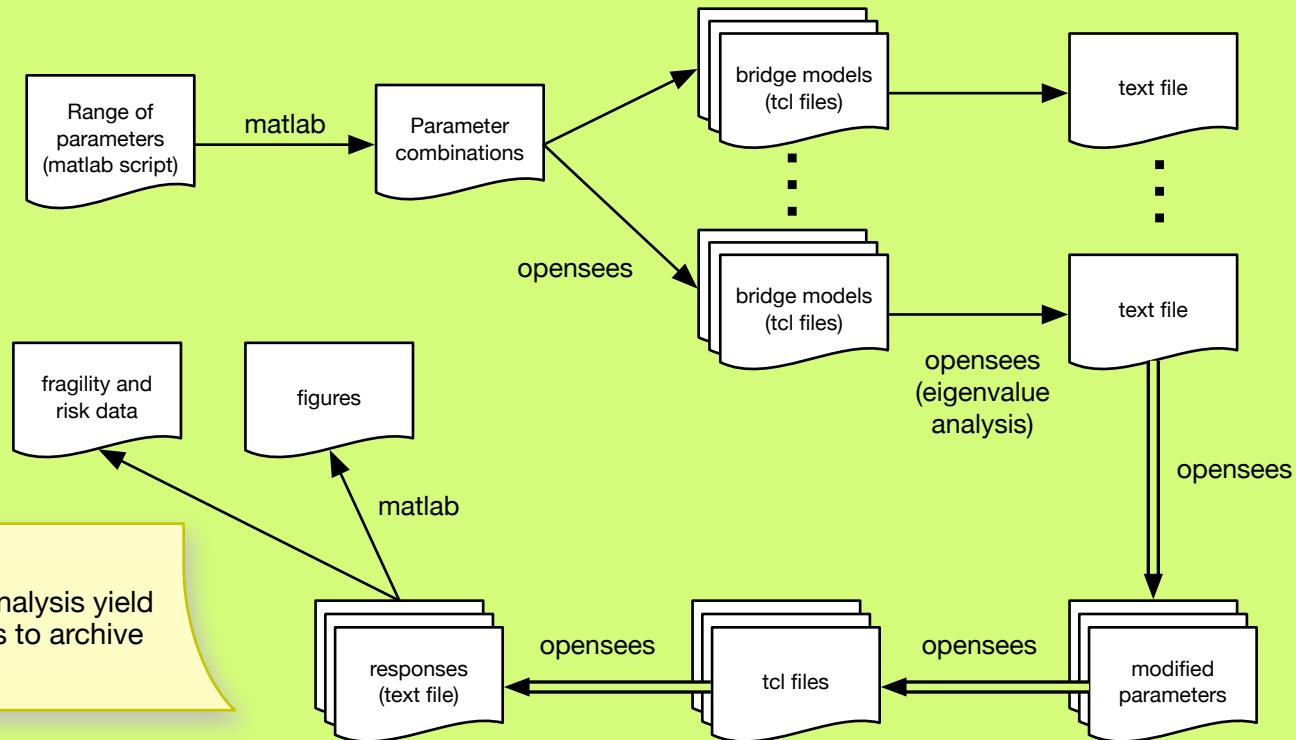 Range of
parameters
(matlab script)
matlab
Parameter
combinations
bridge models
(tcl files)
text file
opensees
bridge models
(tcl files)
text file
opensees
(eigenvalue
analysis)
fragility and
risk data
figures
opensees
matlab
nalysis yield
s to archive
responses
(text file)
opensees
tcl files
opensees
modified
parameters